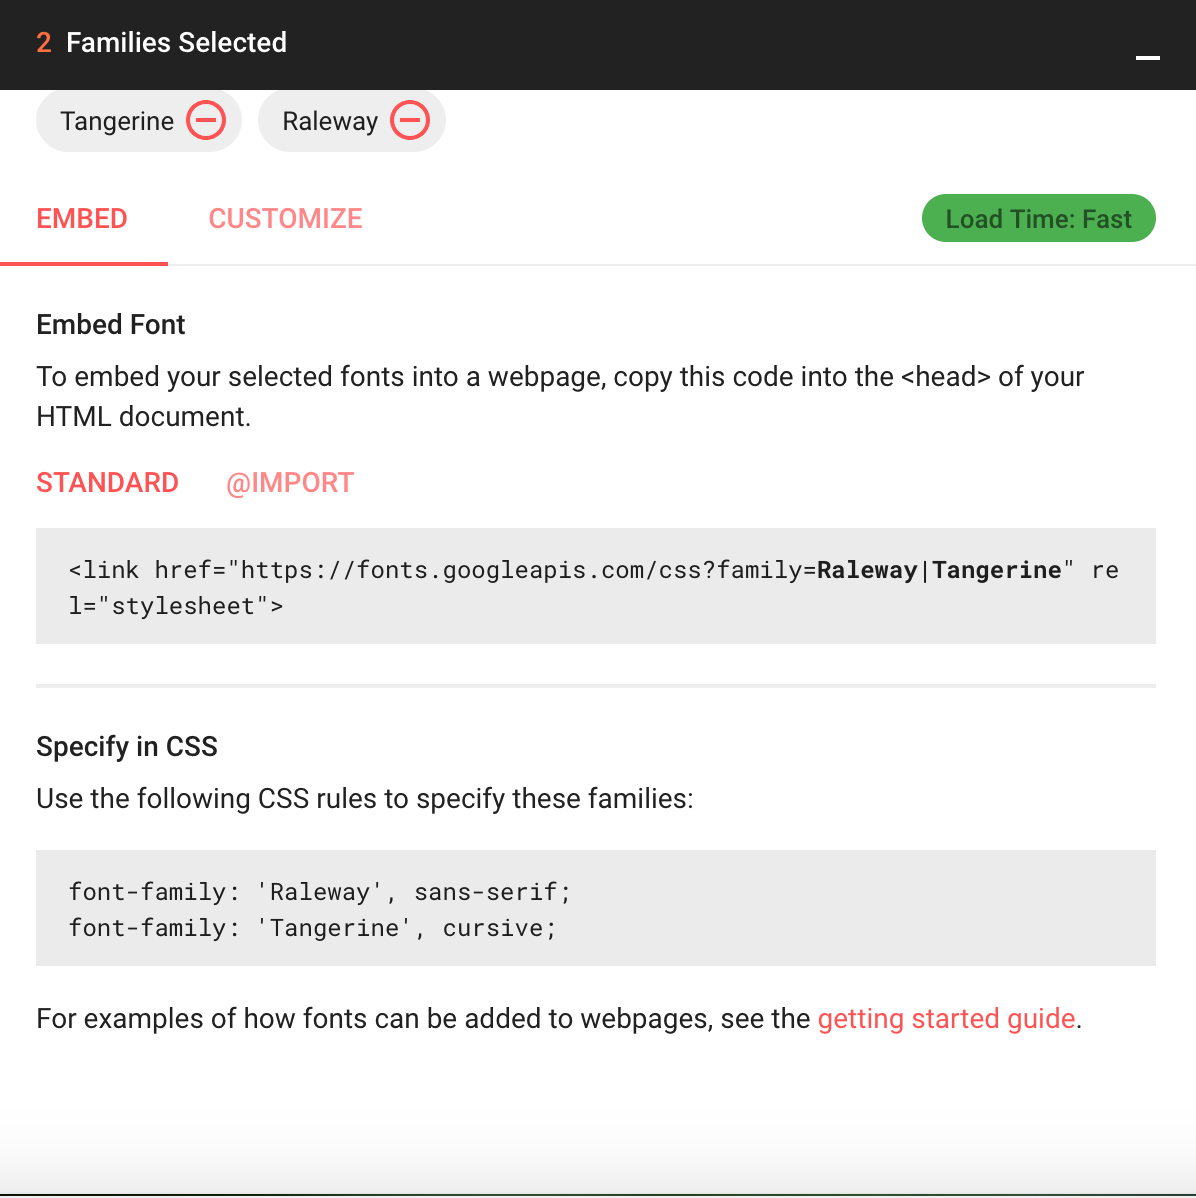 2 Families Selected
Tangerine Raleway
EMBED CUSTOMIZE Load Time: Fast
Embed Font
To embed your selected fonts into a webpage, copy this code into the <head> of your
HTML document.
STANDARD @IMPORT
<link href="https://fonts.googleapis.com/css?family=Raleway|Tangerine" re
l="stylesheet">
Specify in CSS
Use the following CSS rules to specify these families:
font-family: 'Raleway', sans-serif;
font-family: 'Tangerine', cursive;
For examples of how fonts can be added to webpages, see the getting started guide.